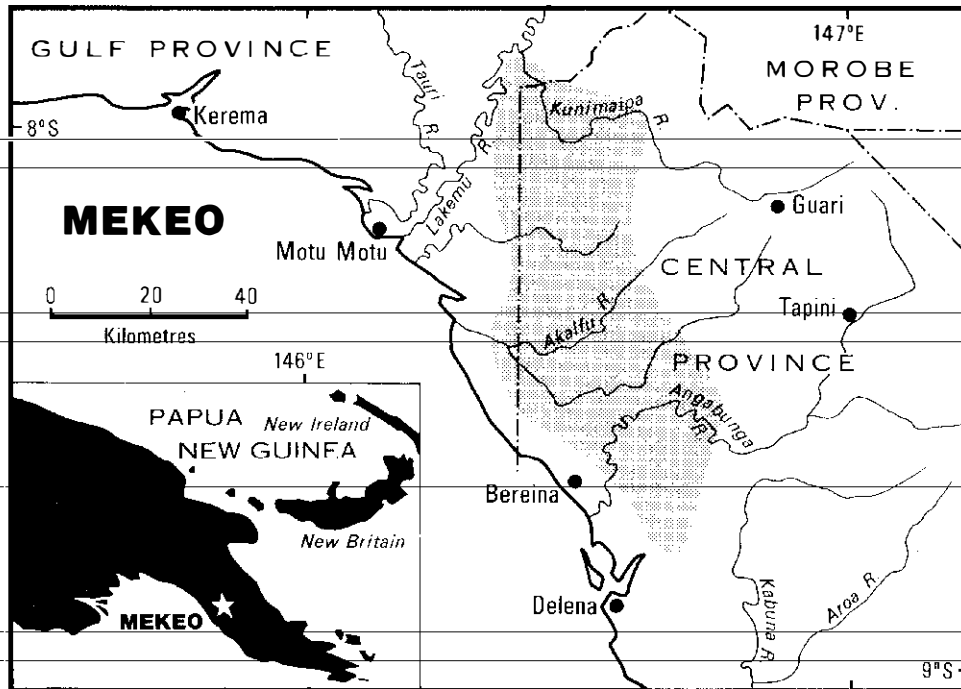 GULF PROVINCE
147°E
MOROBE
PROV.
Tauri R.
Kunimaipa R.
8°S
Kerema
Lakemu R.
Guari
MEKEO
Motu Motu
CENTRAL
0 20 40
Kilometres
Tapini
Akaifu R.
PROVINCE
146°E
Angabunga R.
PAPUA
NEW GUINEA
New Ireland
Bereina
New Britain
MEKEO
Delena
Kabuna R.
Aroa R.
9°S